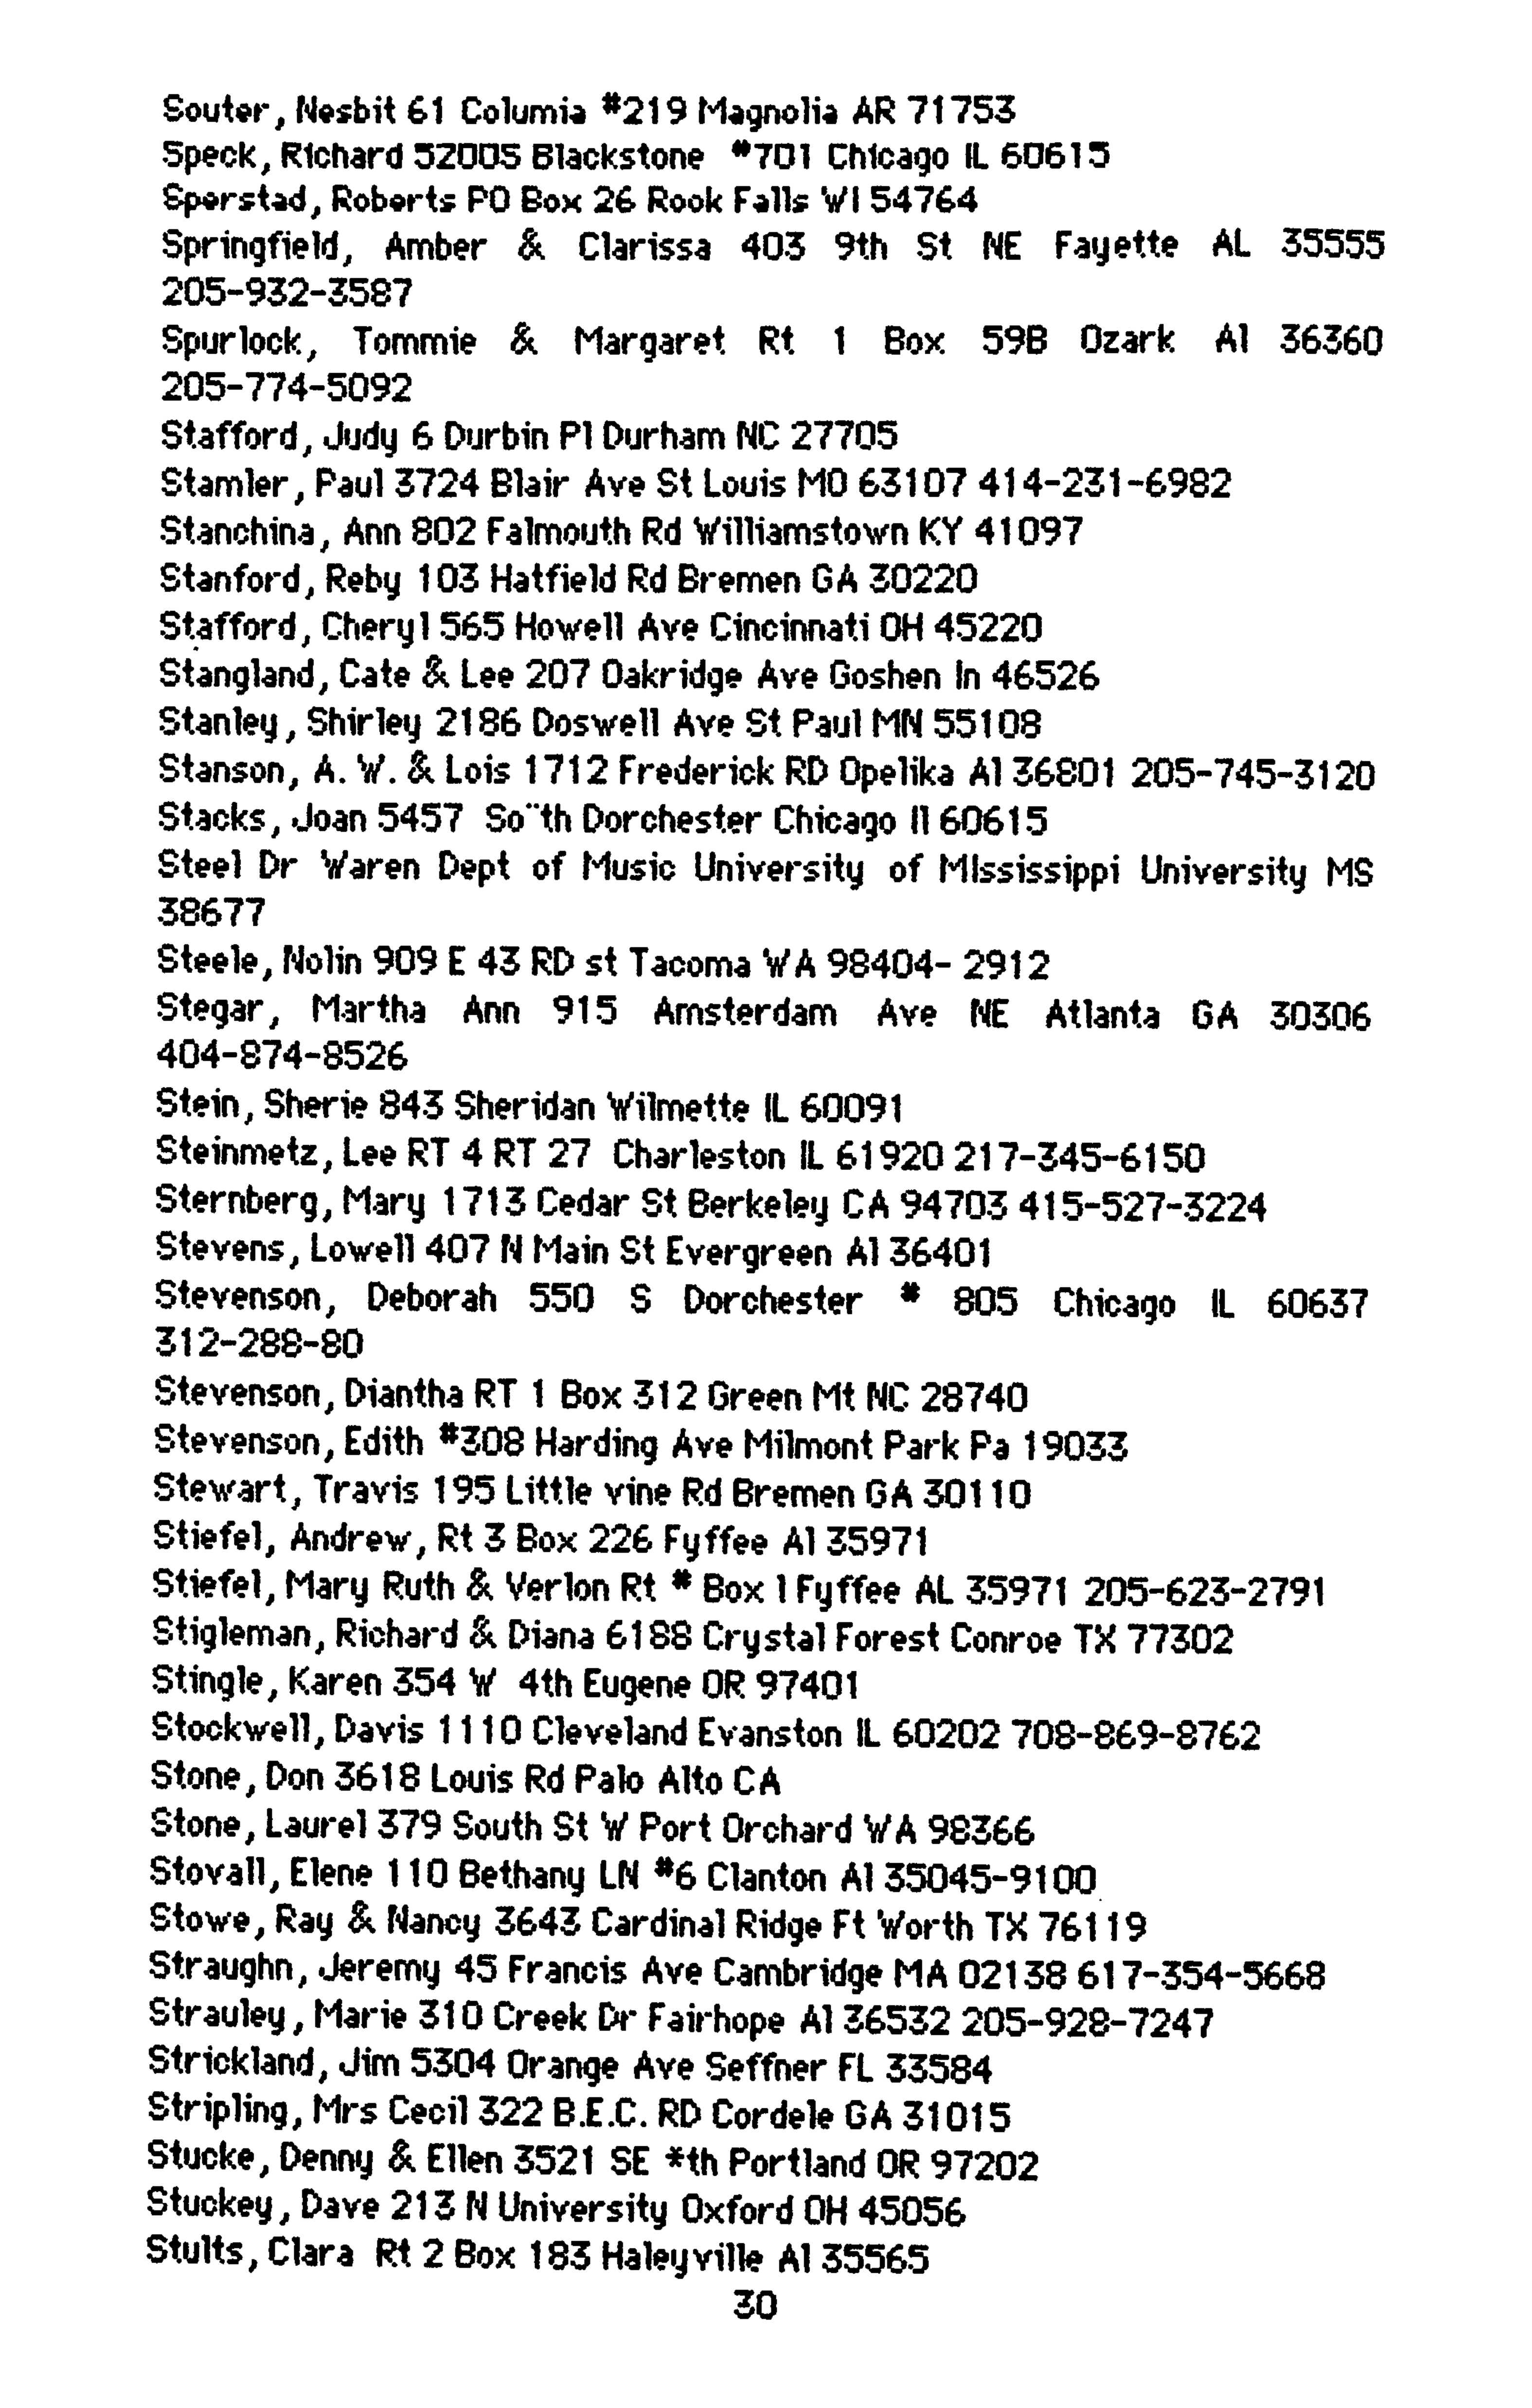 Souter, Nesbit 61 Columia #219 Magnolia AR 71753
Speck, Richard 5200S Blackstone #701 Chicago IL 60615
Sperstad, Roberts PO Box 26 Rook Falls WI 54764
Springfield, Amber & Clarissa 403 9th St NE Fayette AL 35555
205-932-3587
Spurlock, Tommie & Margaret Rt 1 Box 59B Ozark Al 36360
205-774-5092
Stafford, Judy 6 Durbin Pl Durham NC 27705
Stamler, Paul 3724 Blair Ave St Louis MO 63107 414-231-6982
Stanchina, Ann 802 Falmouth Rd Williamstown KY 41097
Stanford, Reby 103 Hatfield Rd Bremen GA 30220
Stafford, Cheryl 565 Howell Ave Cincinnati OH 45220
Stangland, Cate & Lee 207 Oakridge Ave Goshen In 46526
Stanley, Shirley 2186 Doswell Ave St Paul MN 55108
Stanson, A. W. & Lois 1712 Frederick RD Opelika Al 36801 205-745-3120
Stacks, Joan 5457 So¨th Dorchester Chicago Il 60615
Steel Dr Waren Dept of Music University of MIssissippi University MS
38677
Steele, Nolin 909 E 43 RD st Tacoma WA 98404- 2912
Stegar, Martha Ann 915 Amsterdam Ave NE Atlanta GA 30306
404-874-8526
Stein, Sherie 843 Sheridan Wilmette IL 60091
Steinmetz, Lee RT 4 RT 27 Charleston IL 61920 217-345-6150
Sternberg, Mary 1713 Cedar St Berkeley CA 94703 415-527-3224
Stevens, Lowell 407 N Main St Evergreen Al 36401
Stevenson, Deborah 550 S Dorchester # 805 Chicago IL 60637
312-288-80
Stevenson, Diantha RT 1 Box 312 Green Mt NC 28740
Stevenson, Edith #308 Harding Ave Milmont Park Pa 19033
Stewart, Travis 195 Little vine Rd Bremen GA 30110
Stiefel, Andrew, Rt 3 Box 226 Fyffee Al 35971
Stiefel, Mary Ruth & Verlon Rt # Box 1 Fyffee AL 35971 205-623-2791
Stigleman, Richard & Diana 6188 Crystal Forest Conroe TX 77302
Stingle, Karen 354 W 4th Eugene OR 97401
Stockwell, Davis 1110 Cleveland Evanston IL 60202 708-869-8762
Stone, Don 3618 Louis Rd Palo Alto CA
Stone, Laurel 379 South St W Port Orchard WA 98366
Stovall, Elene 110 Bethany LN #6 Clanton Al 35045-9100
Stowe, Ray & Nancy 3643 Cardinal Ridge Ft Worth TX 76119
Straughn, Jeremy 45 Francis Ave Cambridge MA 02138 617-354-5668
Strauley, Marie 310 Creek Dr Fairhope Al 36532 205-928-7247
Strickland, Jim 5304 Orange Ave Seffner FL 33584
Stripling, Mrs Cecil 322 B.E.C. RD Cordele GA 31015
Stucke, Denny & Ellen 3521 SE *th Portland OR 97202
Stuckey, Dave 213 N University Oxford OH 45056
Stults, Clara Rt 2 Box 183 Haleyville Al 35565
30